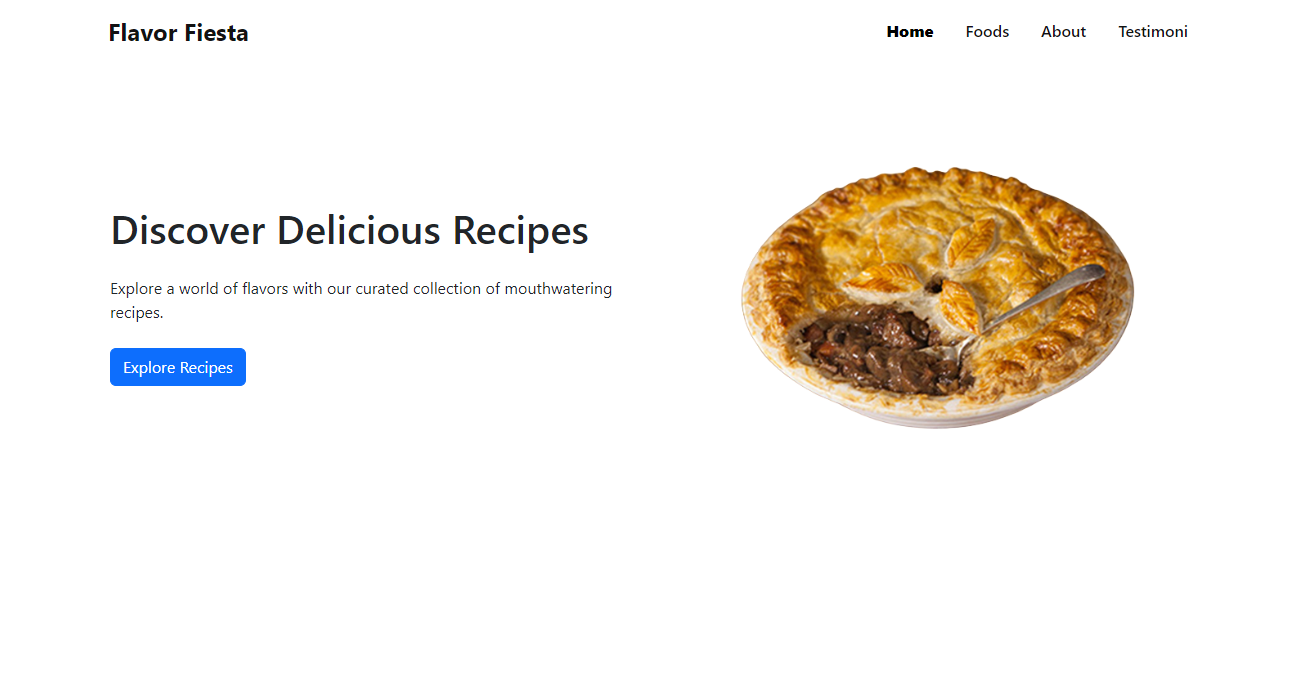 Flavor Fiesta
Home Foods About Testimoni
Discover Delicious Recipes
Explore a world of flavors with our curated collection of mouthwatering
recipes.
Explore Recipes